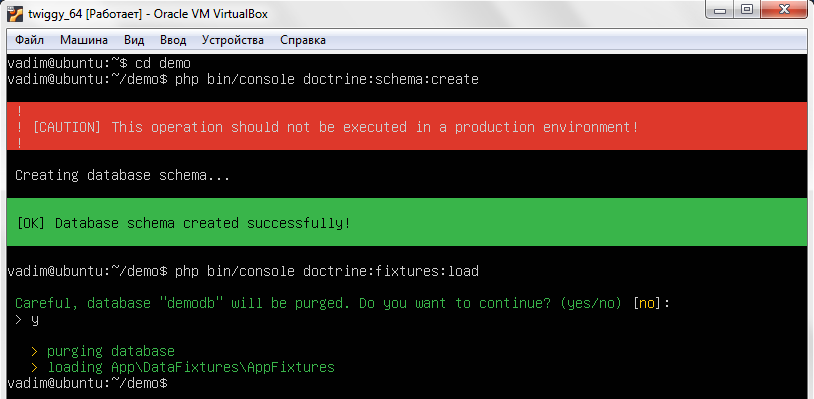 twiggy_64 [Работает] - Oracle VM VirtualBox
Файл Машина Вид Ввод Устройства Справка
vadim@ubuntu:~$ cd demo
vadim@ubuntu:~/demo$ php bin/console doctrine:schema:create
!
! [CAUTION] This operation should not be executed in a production environment!
!
Creating database schema...
[OK] Database schema created successfully!
vadim@ubuntu:~/demo$ php bin/console doctrine:fixtures:load
Careful, database "demodb" will be purged. Do you want to continue? (yes/no) [no]:
> y
> purging database
> loading App\DataFixtures\AppFixtures
vadim@ubuntu:~/demo$